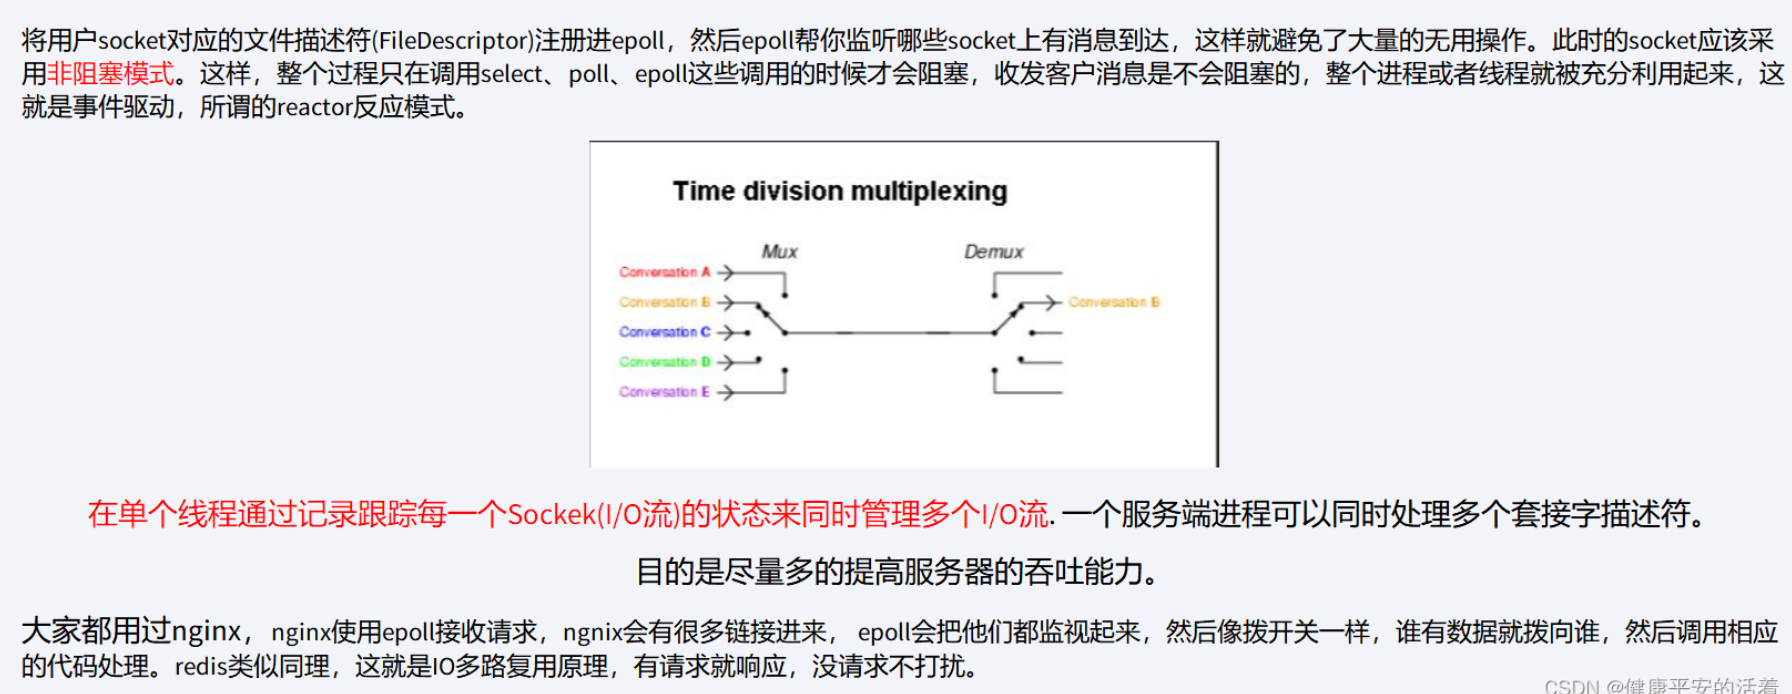 将用户socket对应的文件描述符(FileDescriptor)注册进epoll，然后epoll帮你监听哪些socket上有消息到达，这样就避免了大量的无用操作。此时的socket应该采
用非阻塞模式。这样，整个过程只在调用select、poll、epoll这些调用的时候才会阻塞，收发客户消息是不会阻塞的，整个进程或者线程就被充分利用起来，这
就是事件驱动，所谓的reactor反应模式。
Time division multiplexing
Mux
Demux
Conversation A
Conversation B
Conversation B
Conversation C
Conversation D
Conversation E
在单个线程通过记录跟踪每一个Sockek(I/O流)的状态来同时管理多个I/O流. 一个服务端进程可以同时处理多个套接字描述符。
目的是尽量多的提高服务器的吞吐能力。
大家都用过nginx，nginx使用epoll接收请求，ngnix会有很多链接进来， epoll会把他们都监视起来，然后像拨开关一样，谁有数据就拨向谁，然后调用相应
的代码处理。redis类似同理，这就是IO多路复用原理，有请求就响应，没请求不打扰。
CSDN @健康平安的活着